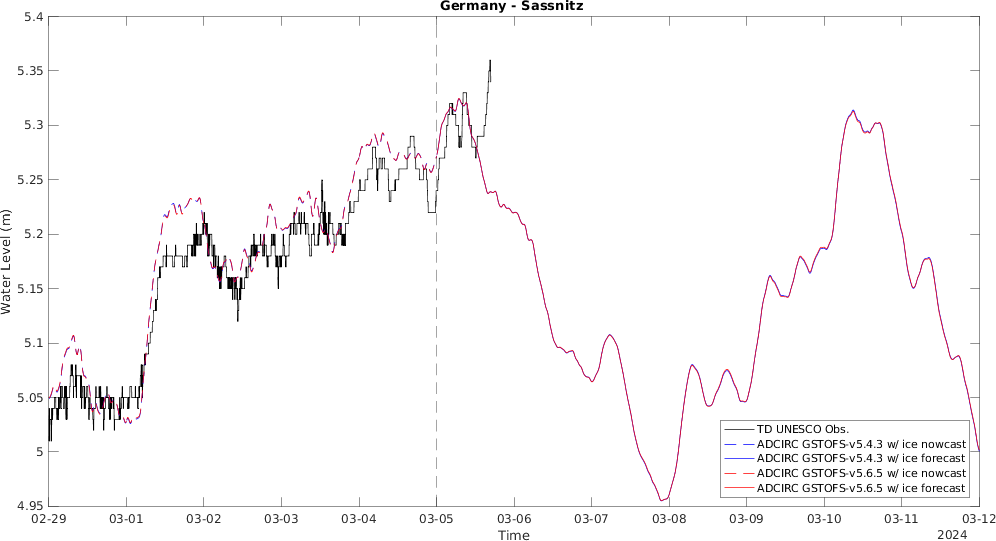 Germany - Sassnitz
5.4
5.35
5.3
5.25
5.2
5.15
5.1
5.05
5
4.95
Water Level (m)
02-29 03-01 03-02 03-03 03-04 03-05 03-06 03-07 03-08 03-09 03-10 03-11 03-12
Time
2024
TD UNESCO Obs.
ADCIRC GSTOFS-v5.4.3 w/ ice nowcast
ADCIRC GSTOFS-v5.4.3 w/ ice forecast
ADCIRC GSTOFS-v5.6.5 w/ ice nowcast
ADCIRC GSTOFS-v5.6.5 w/ ice forecast